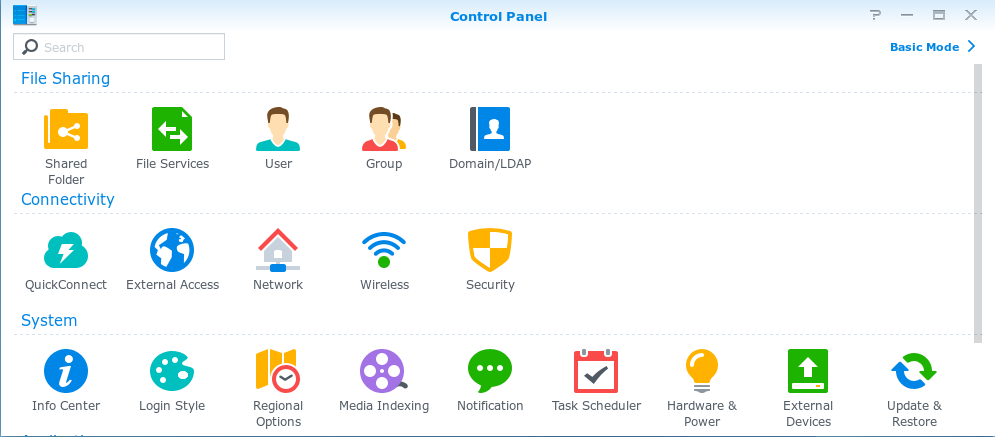 Control Panel
Search
Basic Mode
File Sharing
Shared Folder
File Services
User
Group
Domain/LDAP
Connectivity
QuickConnect
External Access
Network
Wireless
Security
System
Info Center
Login Style
Regional Options
Media Indexing
Notification
Task Scheduler
Hardware & Power
External Devices
Update & Restore